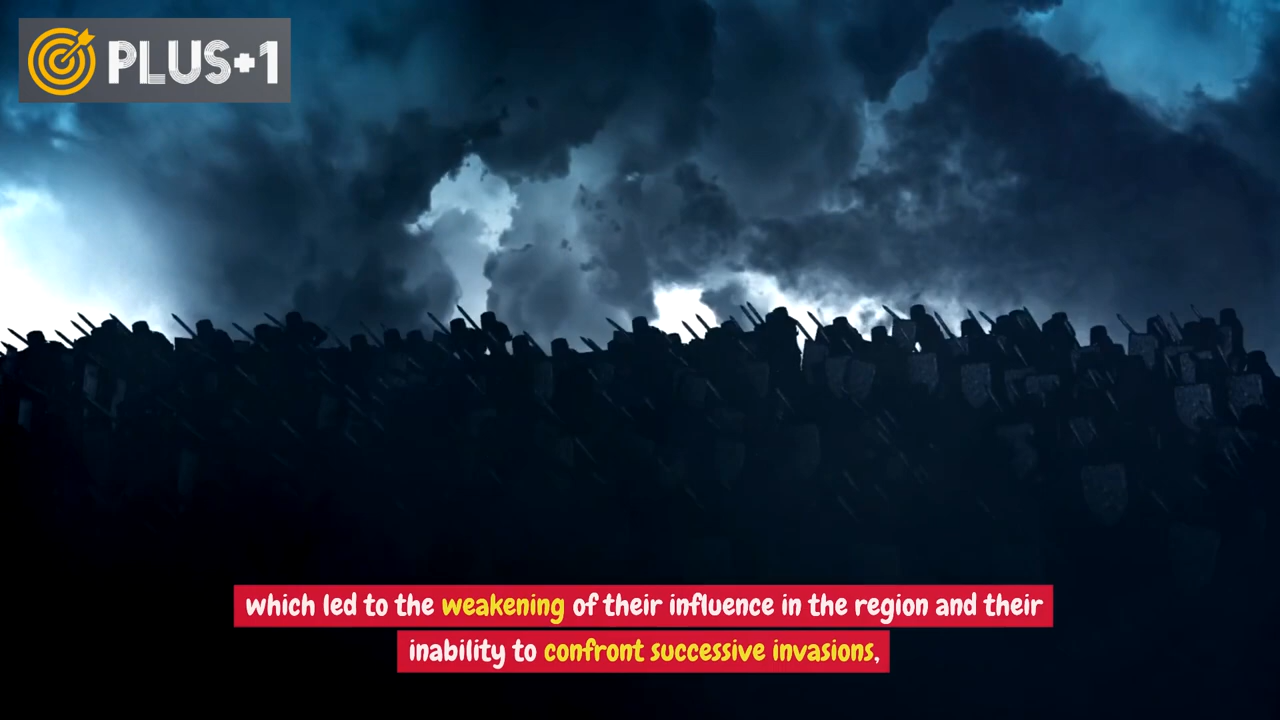 PLUS+1
which led to the weakening of their influence in the region and their
inability to confront successive invasions,